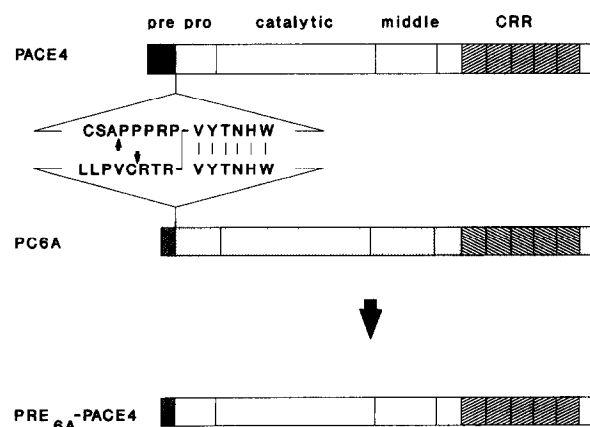 pre pro catalytic middle CRR
PACE4
CSAPPPRP-VYTNHW
LLPVCRTR-VYTNHW
PC6A
PRE6A-PACE4